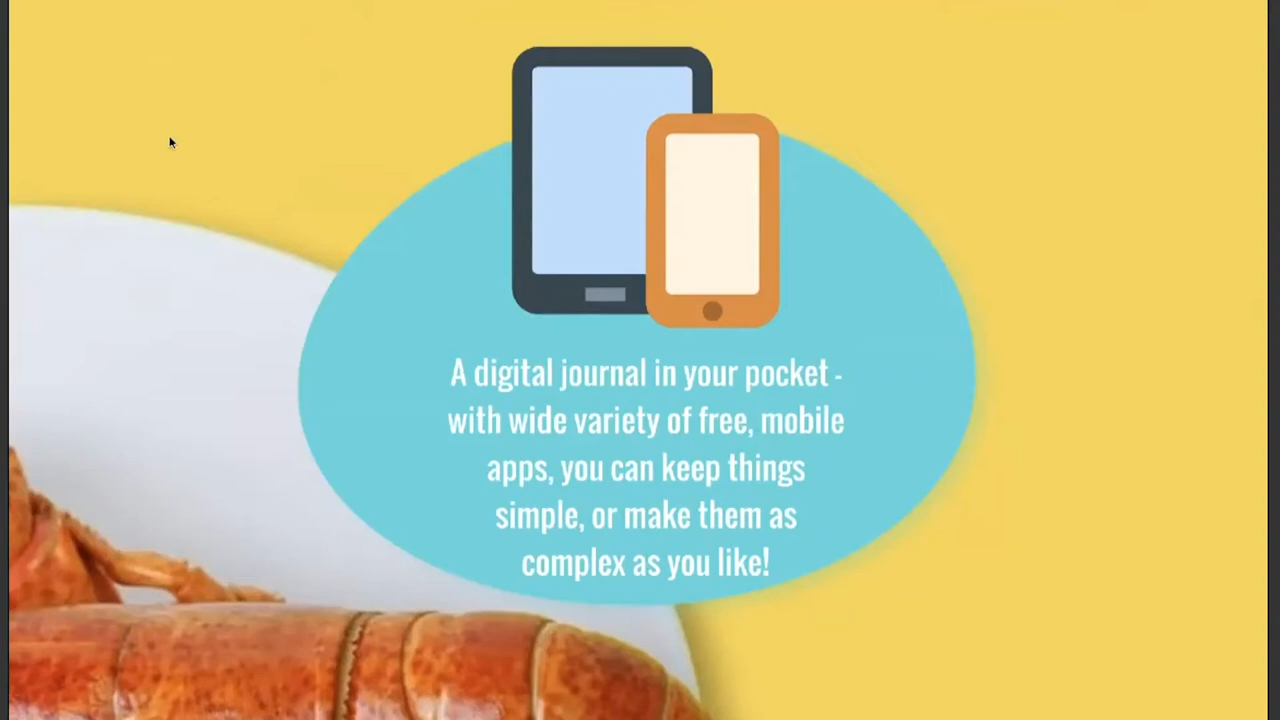 A digital journal in your pocket -
with wide variety of free, mobile
apps, you can keep things
simple, or make them as
complex as you like!